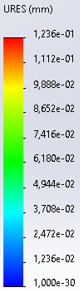 URES (mm)
1,236e-01
1,112e-01
9,888e-02
8,652e-02
7,416e-02
6,180e-02
4,944e-02
3,708e-02
2,472e-02
1,236e-02
1,000e-30